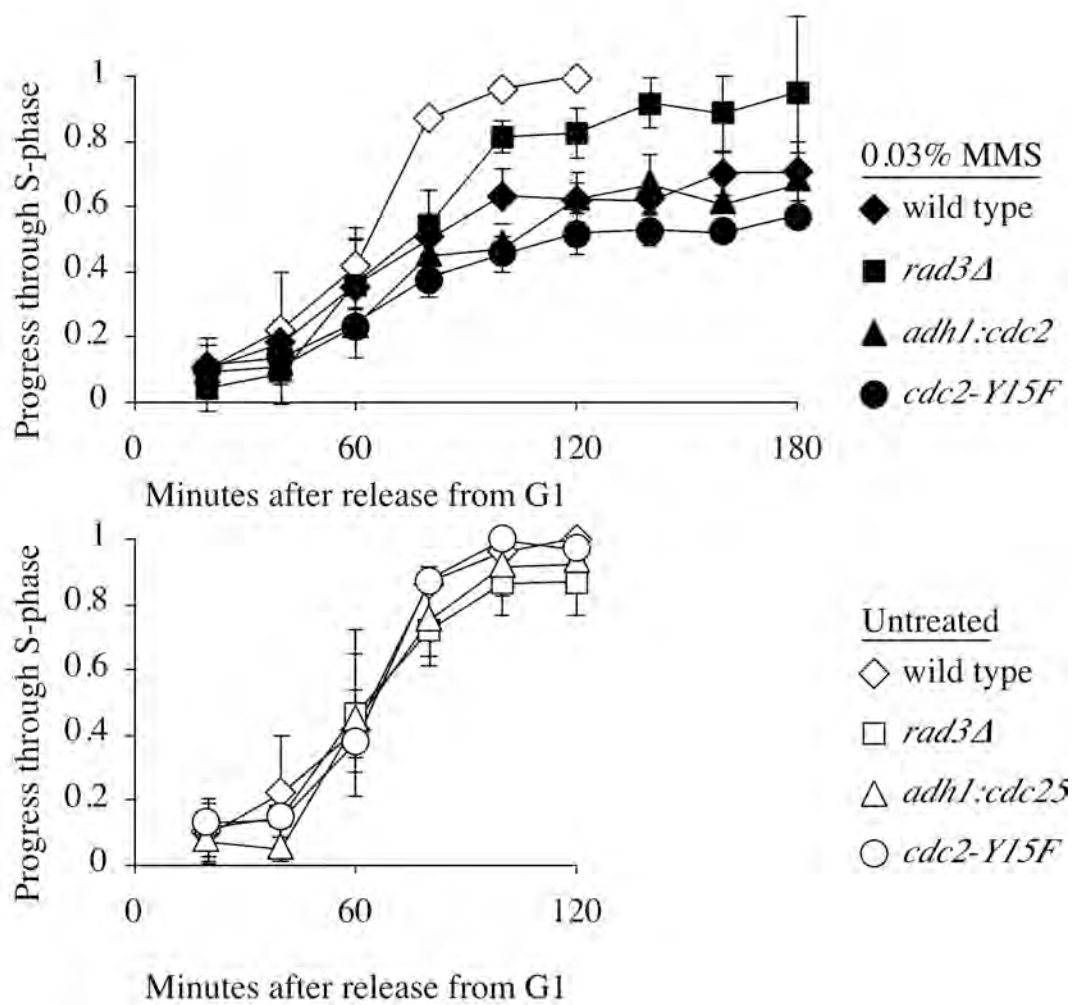 Progress through S-phase
1
0.8
0.6
0.4
0.2
0
0
60
120
180
Minutes after release from G1
0.03% MMS
wild type
rad3Δ
adh1:cdc2
cdc2-Y15F
Progress through S-phase
1
0.8
0.6
0.4
0.2
0
0
60
120
Minutes after release from G1
Untreated
wild type
rad3Δ
adh1:cdc25
cdc2-Y15F